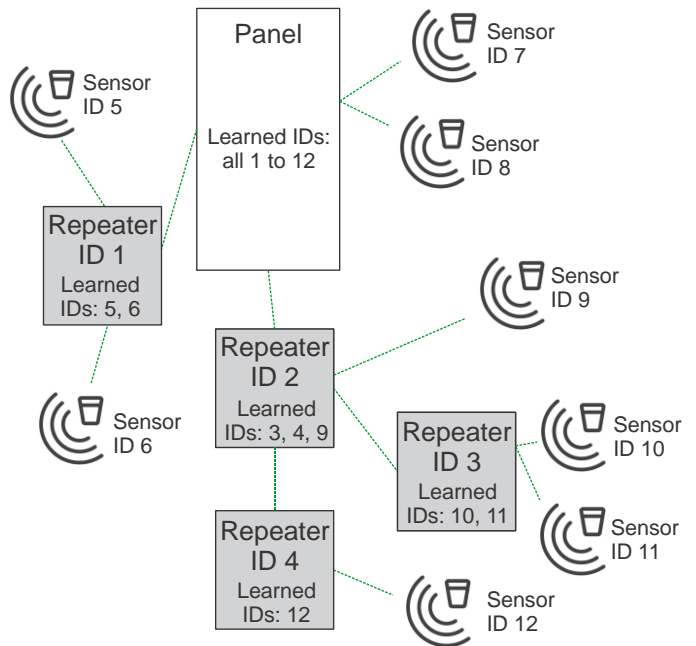 Panel
Learned IDs:
all 1 to 12
Sensor
ID 7
Sensor
ID 8
Sensor
ID 5
Repeater
ID 1
Learned
IDs: 5, 6
Sensor
ID 6
Sensor
ID 9
Repeater
ID 2
Learned
IDs: 3, 4, 9
Repeater
ID 3
Learned
IDs: 10, 11
Sensor
ID 10
Sensor
ID 11
Repeater
ID 4
Learned
IDs: 12
Sensor
ID 12